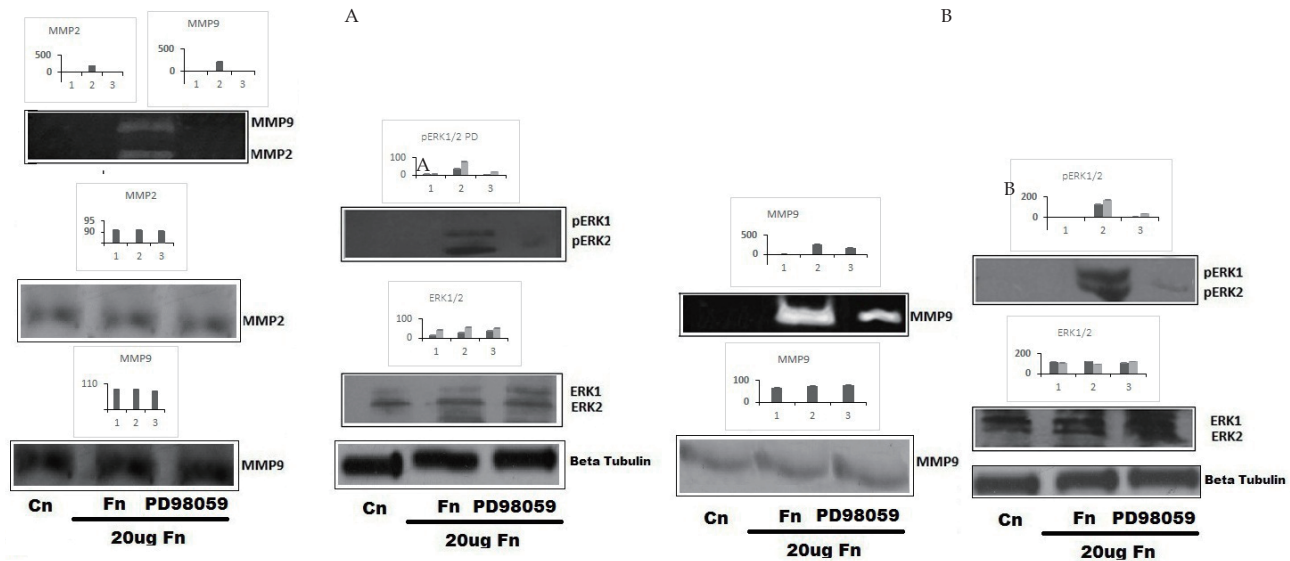 A
B
MMP2
500
0
1 2 3
MMP9
500
0
1 2 3
MMP9
MMP2
MMP2
95
90
1 2 3
MMP2
MMP9
110
1 2 3
MMP9
Cn Fn PD98059
20ug Fn
pERK1/2 PD
100
0
A
1 2 3
pERK1
pERK2
ERK1/2
100
0
1 2 3
ERK1
ERK2
Beta Tubulin
Cn Fn PD98059
20ug Fn
MMP9
500
0
1 2 3
MMP9
MMP9
100
0
1 2 3
MMP9
Cn Fn PD98059
20ug Fn
B
pERK1/2
200
0
1 2 3
pERK1
pERK2
ERK1/2
200
0
1 2 3
ERK1
ERK2
Beta Tubulin
Cn Fn PD98059
20ug Fn